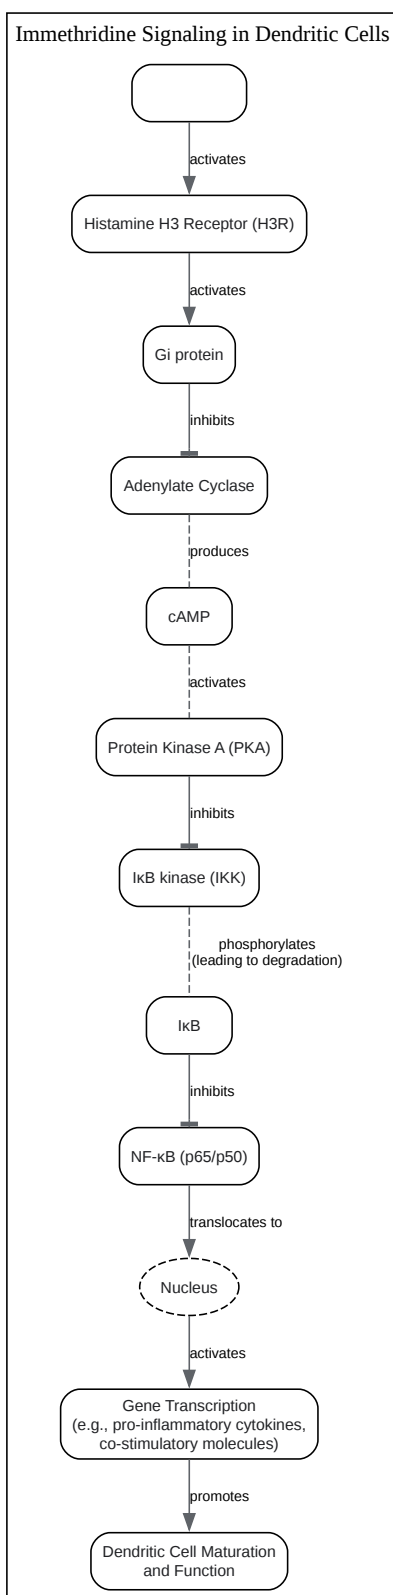 Immethridine Signaling in Dendritic Cells
activates
Histamine H3 Receptor (H3R)
activates
Gi protein
inhibits
Adenylate Cyclase
produces
cAMP
activates
Protein Kinase A (PKA)
inhibits
IκB kinase (IKK)
phosphorylates
(leading to degradation)
IκB
inhibits
NF-κB (p65/p50)
translocates to
Nucleus
activates
Gene Transcription
(e.g., pro-inflammatory cytokines,
co-stimulatory molecules)
promotes
Dendritic Cell Maturation
and Function